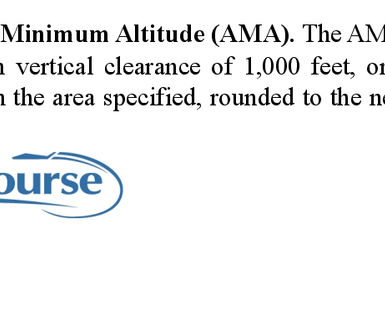 Minimum Altitude (AMA). The AM
vertical clearance of 1,000 feet, or
the area specified, rounded to the
ourse